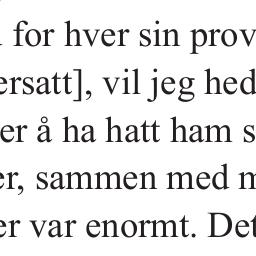 for hver sin prov
ersatt], vil jeg hed
er å ha hatt ham s
er, sammen med m
er var enormt. Det